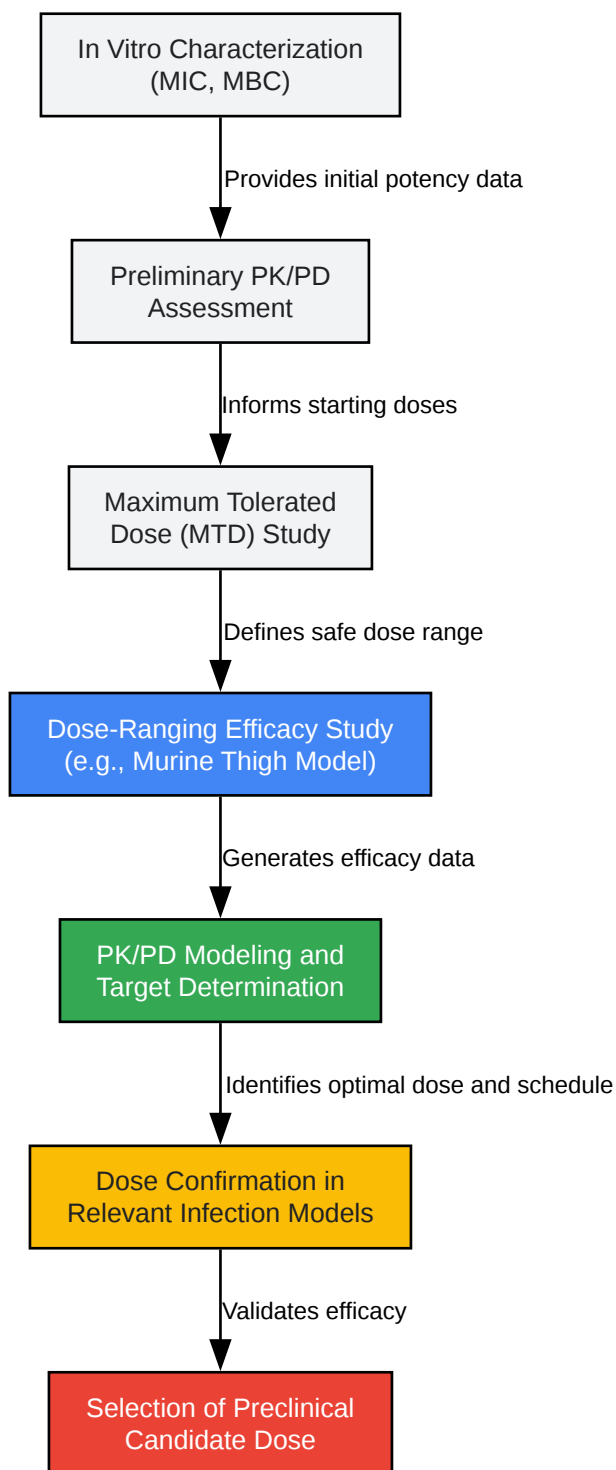 In Vitro Characterization
(MIC, MBC)
Provides initial potency data
Preliminary PK/PD
Assessment
Informs starting doses
Maximum Tolerated
Dose (MTD) Study
Defines safe dose range
Dose-Ranging Efficacy Study
(e.g., Murine Thigh Model)
Generates efficacy data
PK/PD Modeling and
Target Determination
Identifies optimal dose and schedule
Dose Confirmation in
Relevant Infection Models
Validates efficacy
Selection of Preclinical
Candidate Dose